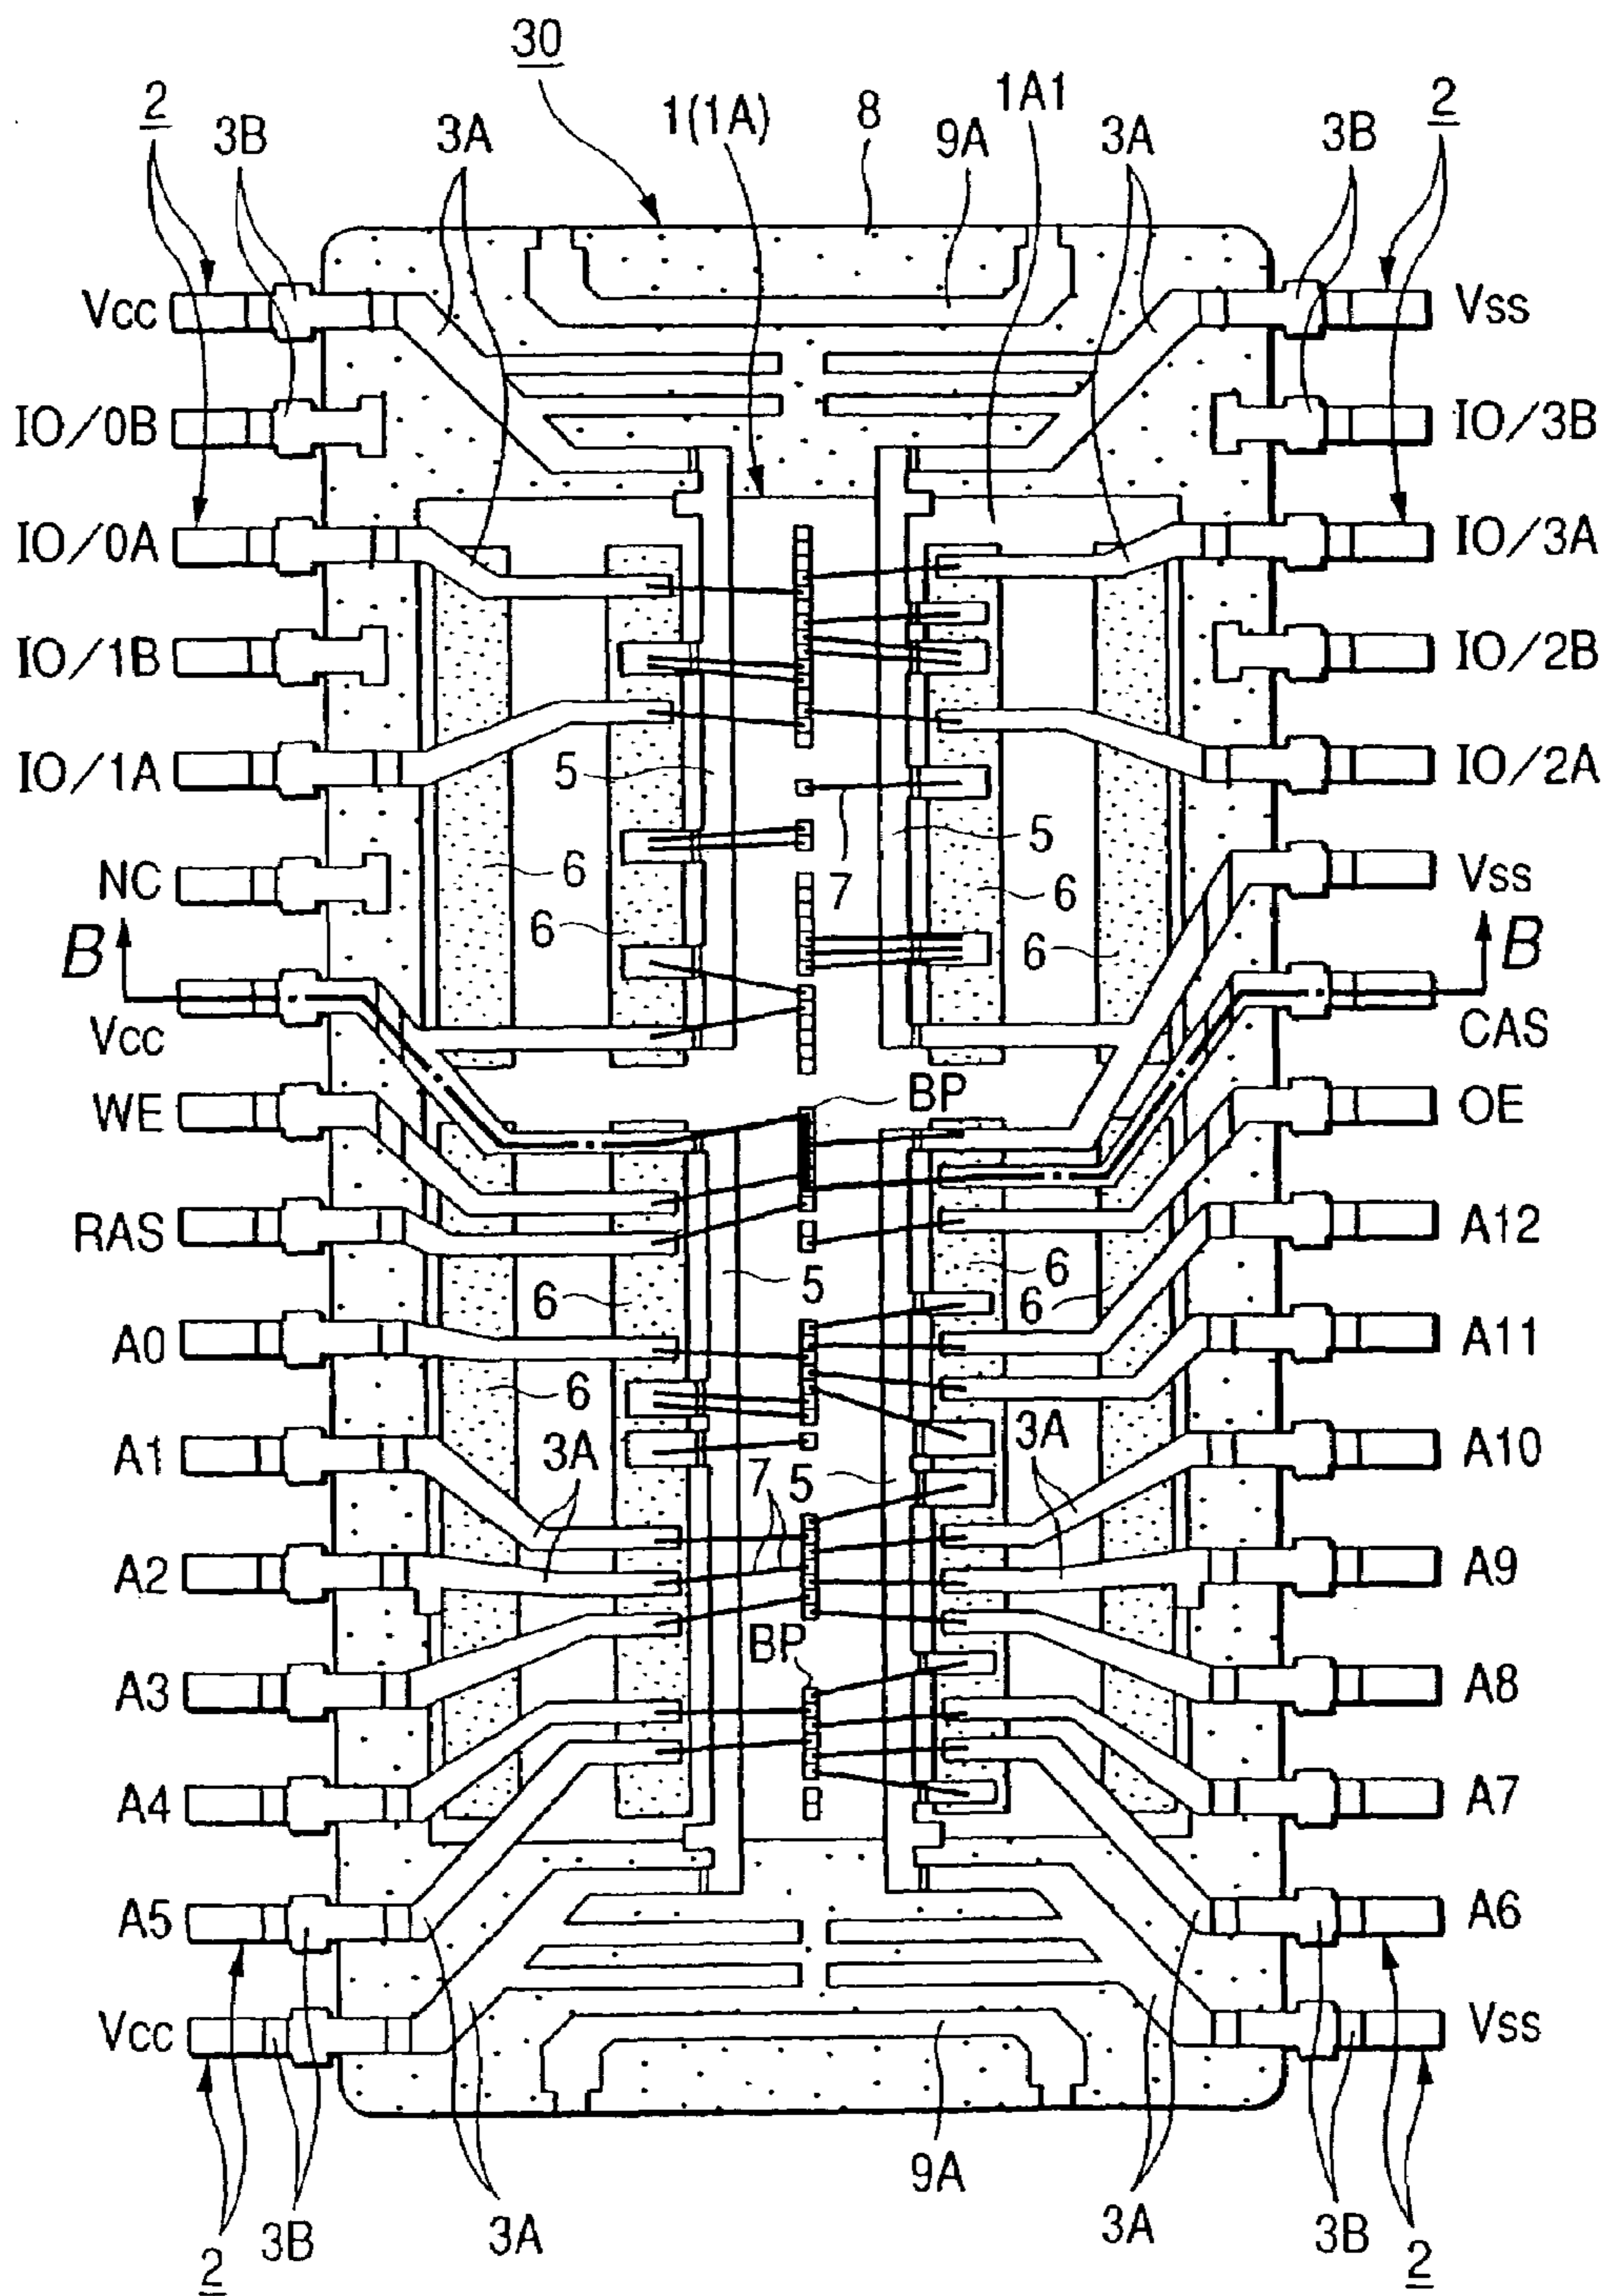 30
2
3B
3A
1(1A)
8
9A
1A1
3A
3B
2
Vcc
Vss
IO/0B
IO/3B
IO/0A
IO/3A
IO/1B
IO/2B
IO/1A
5
IO/2A
5
NC
6
7
6
Vss
B
6
6
B
Vcc
CAS
WE
BP
OE
RAS
A12
6
5
6
6
A0
A11
6
A1
3A
7
5
3A
A10
A2
A9
BP
A3
A8
A4
A7
A5
A6
Vcc
9A
Vss
2
3B
3A
3A
3B
2